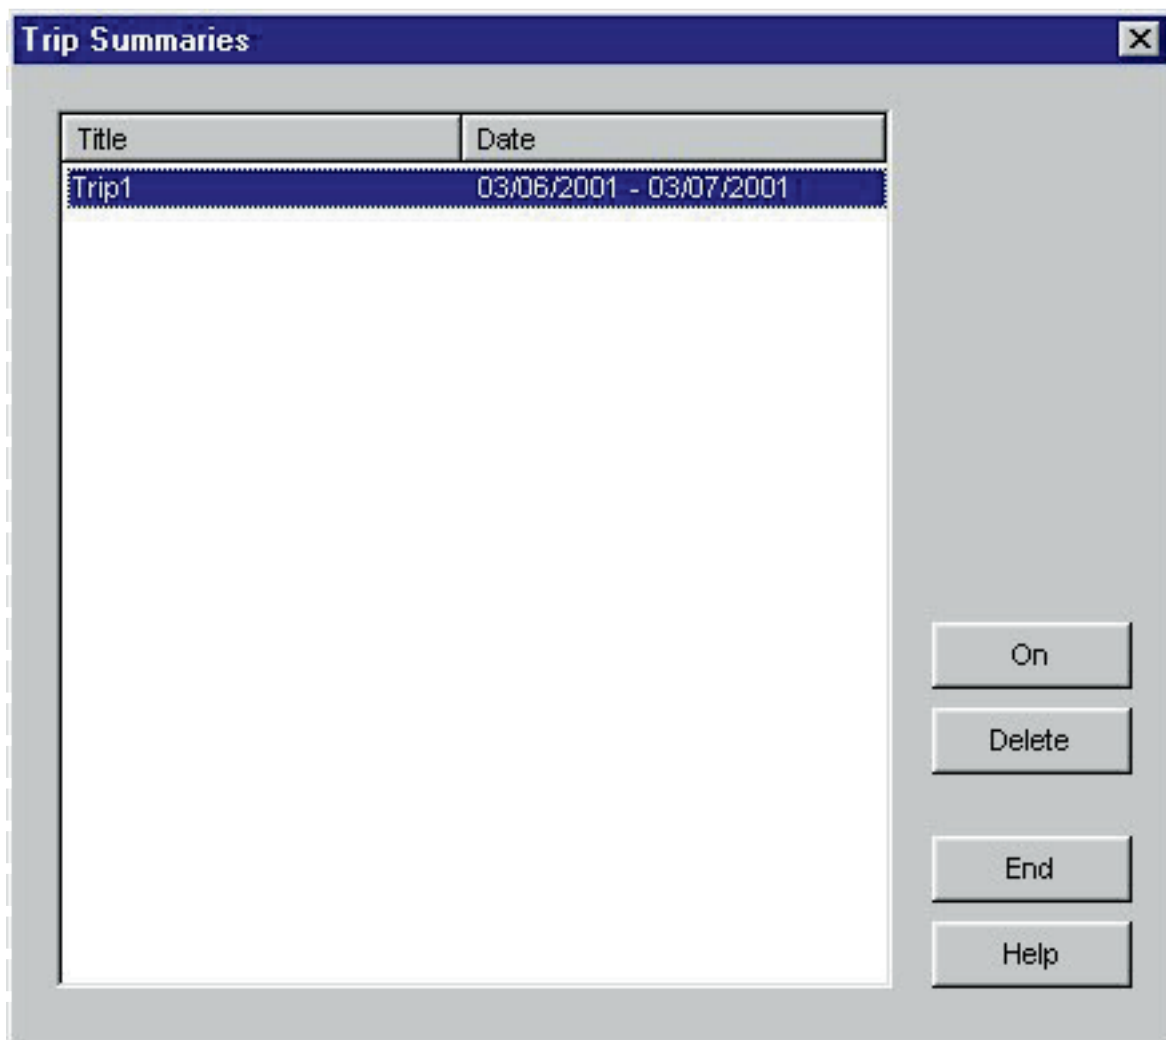 Trip Summaries
Title Date
Trip1 03/06/2001 - 03/07/2001
On
Delete
End
Help